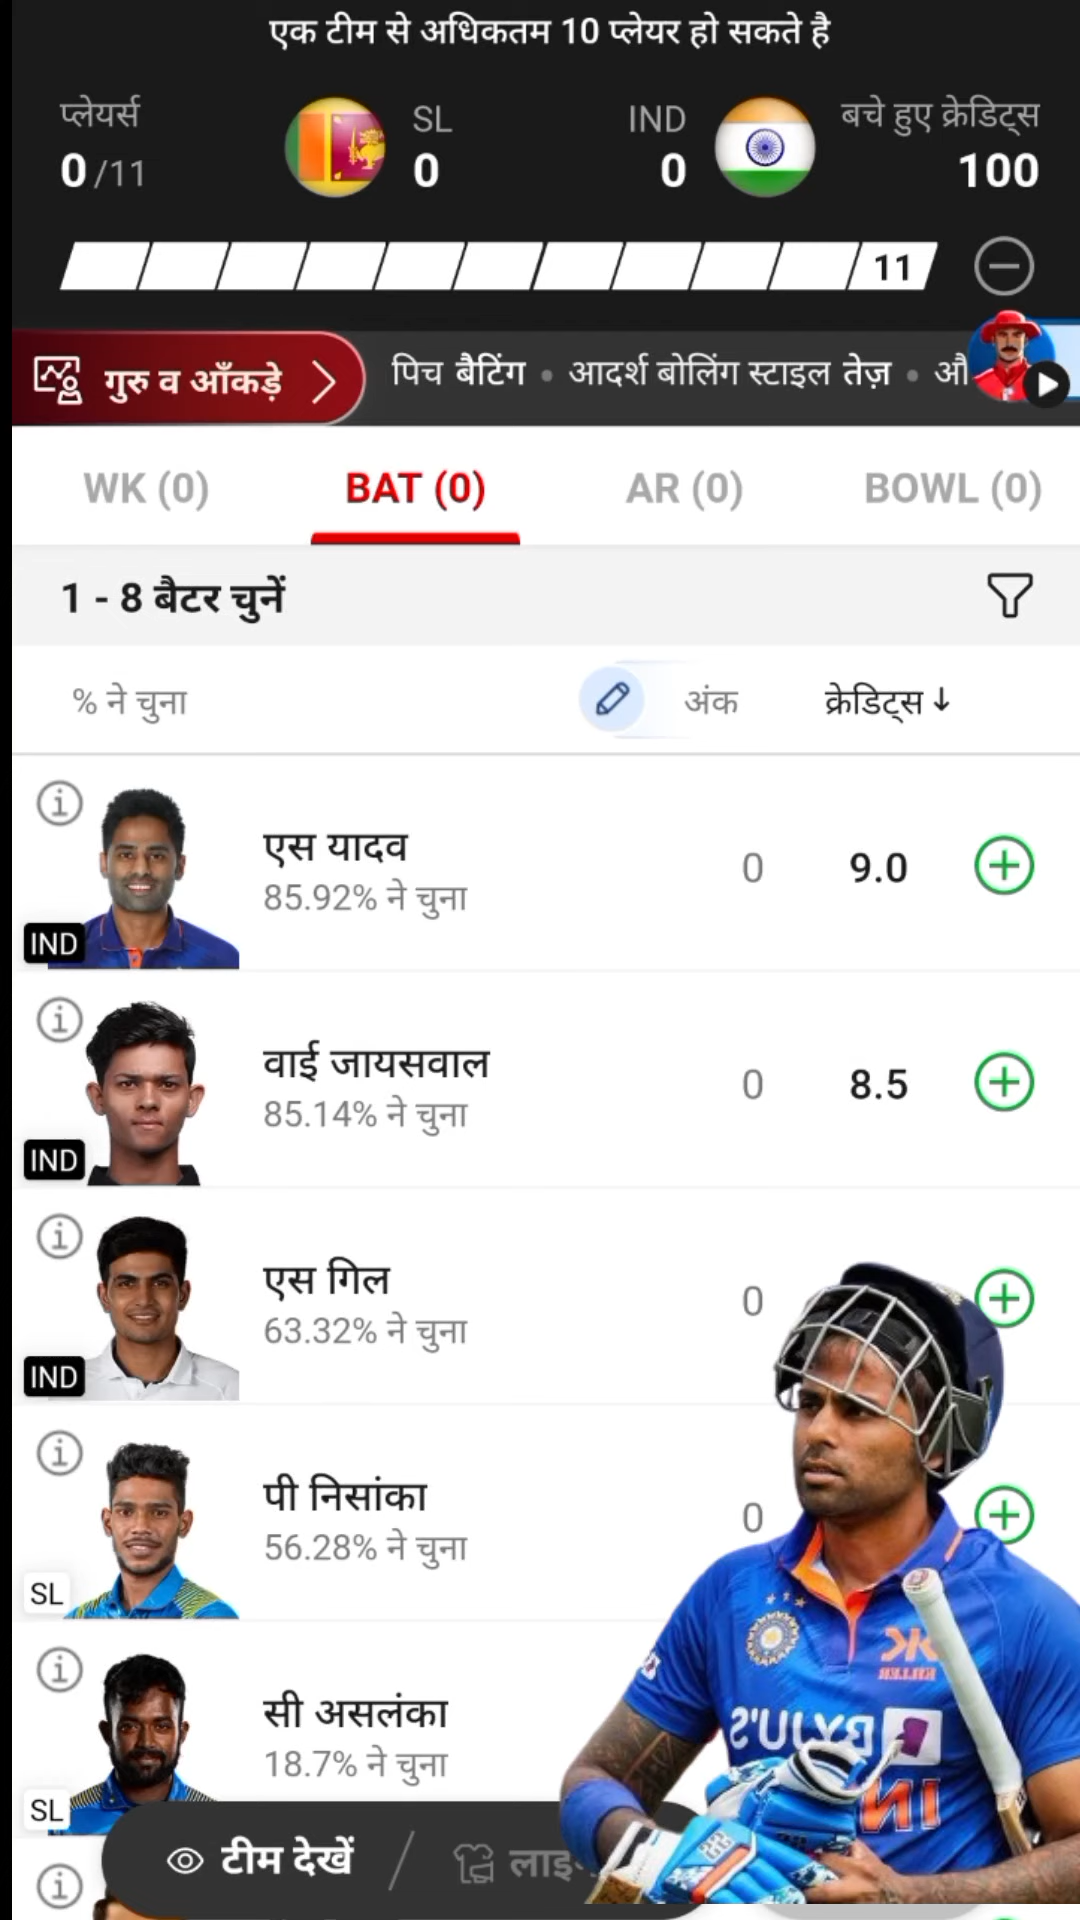 एक टीम से अधिकतम 10 प्लेयर हो सकते है
प्लेयर्स SL IND बचे हुए क्रेडिट्स
0/11 0 0 100
11
गुरु व आँकड़े पिच बैटिंग • आदर्श बोलिंग स्टाइल तेज़ •
WK (0) BAT (0) AR (0) BOWL (0)
1 - 8 बैटर चुनें
% ने चुना अंक क्रेडिट्स ↓
एस यादव
85.92% ने चुना 0 9.0
IND
वाई जायसवाल
85.14% ने चुना 0 8.5
IND
एस गिल
63.32% ने चुना 0
IND
पी निसांका
56.28% ने चुना 0
SL
सी असलंका
18.7% ने चुना
SL
BYJU'S
टीम देखें